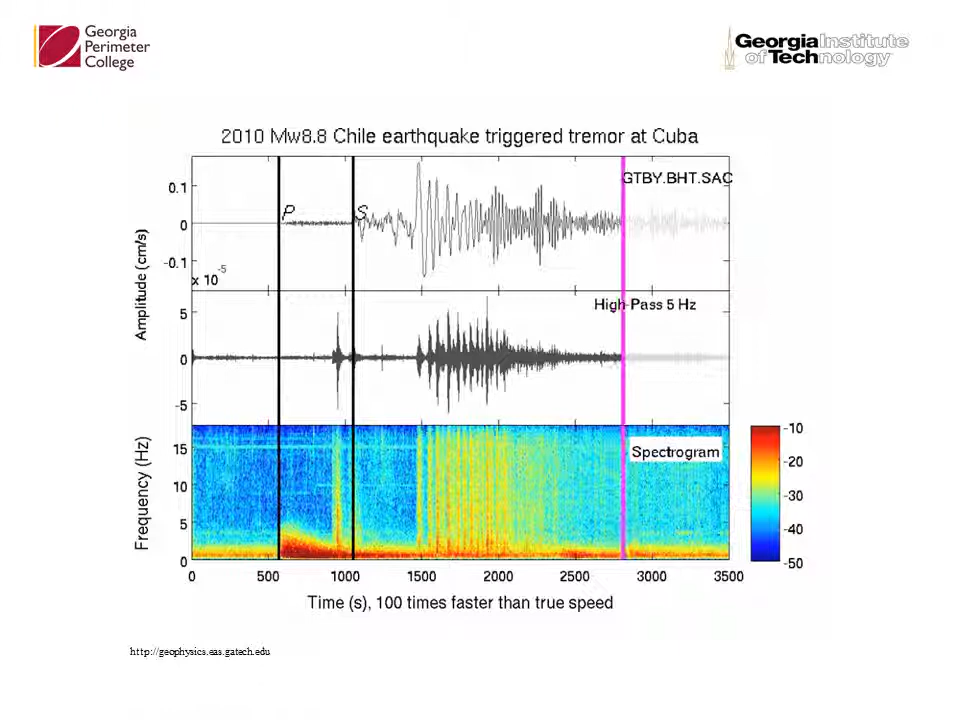 Georgia
Perimeter
College
Georgia Institute
of Technology
2010 Mw8.8 Chile earthquake triggered tremor at Cuba
GTBY.BHT.SAC
P
S
0.1
0
-0.1
Amplitude (cm/s)
x 10-5
High-Pass 5 Hz
5
0
-5
Frequency (Hz)
15
10
5
0
Spectrogram
-10
-20
-30
-40
-50
0 500 1000 1500 2000 2500 3000 3500
Time (s), 100 times faster than true speed
http://geophysics.eas.gatech.edu